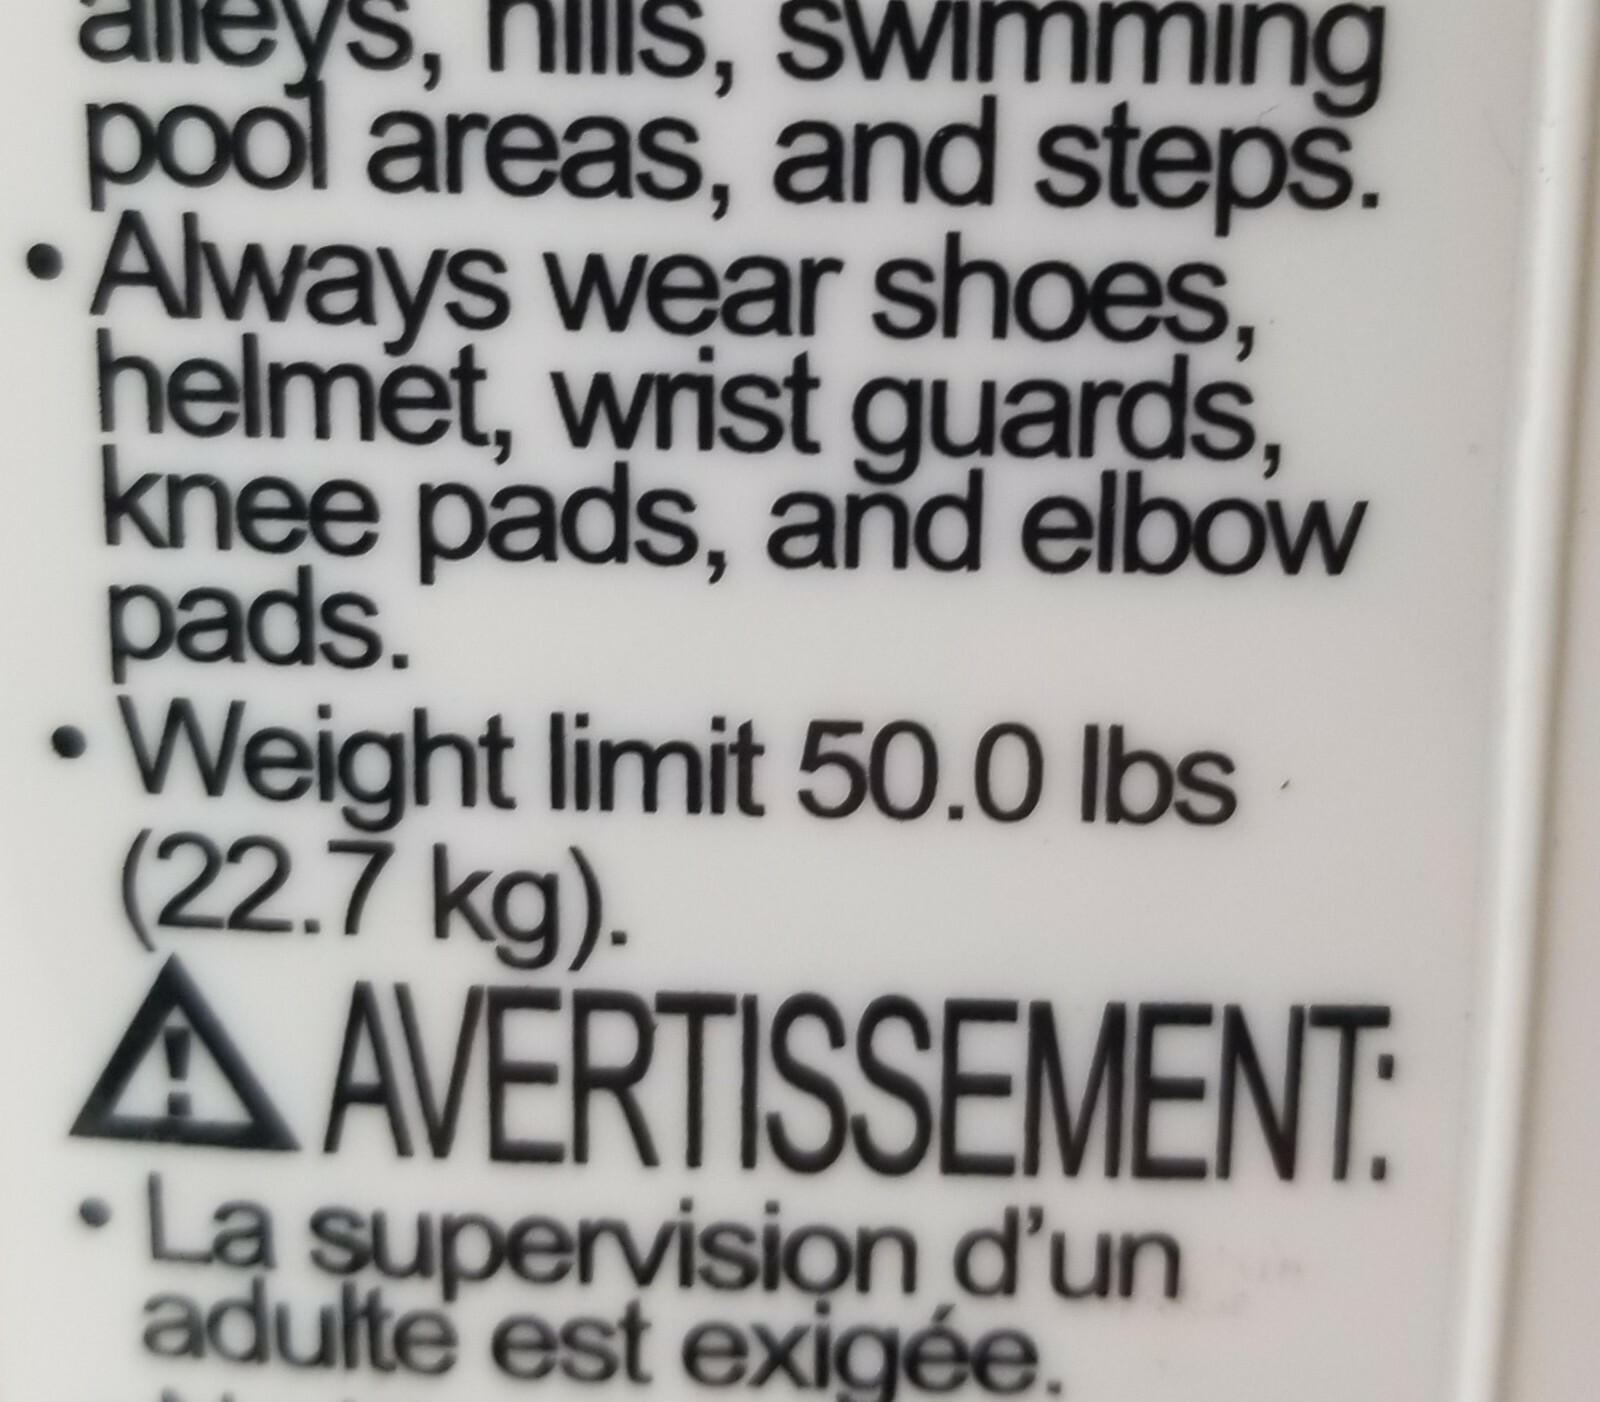 alleys, hills, swimming
pool areas, and steps.
• Always wear shoes,
helmet, wrist guards,
knee pads, and elbow
pads.
• Weight limit 50.0 lbs
(22.7 kg).
⚠ AVERTISSEMENT:
• La supervision d'un
adulte est exigée.